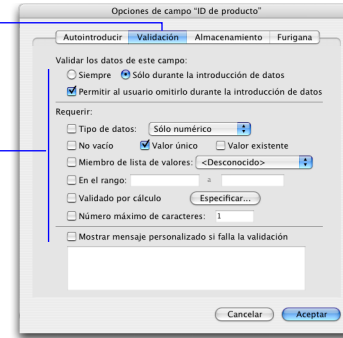 Opciones de campo "ID de producto"
Autointroducir Validación Almacenamiento Furigana
Validar los datos de este campo:
Siempre Sólo durante la introducción de datos
Permitir al usuario omitirlo durante la introducción de datos
Requerir:
Tipo de datos: Sólo numérico
No vacío Valor único Valor existente
Miembro de lista de valores: <Desconocido>
En el rango: a
Validado por cálculo Especificar...
Número máximo de caracteres: 1
Mostrar mensaje personalizado si falla la validación
Cancelar Aceptar